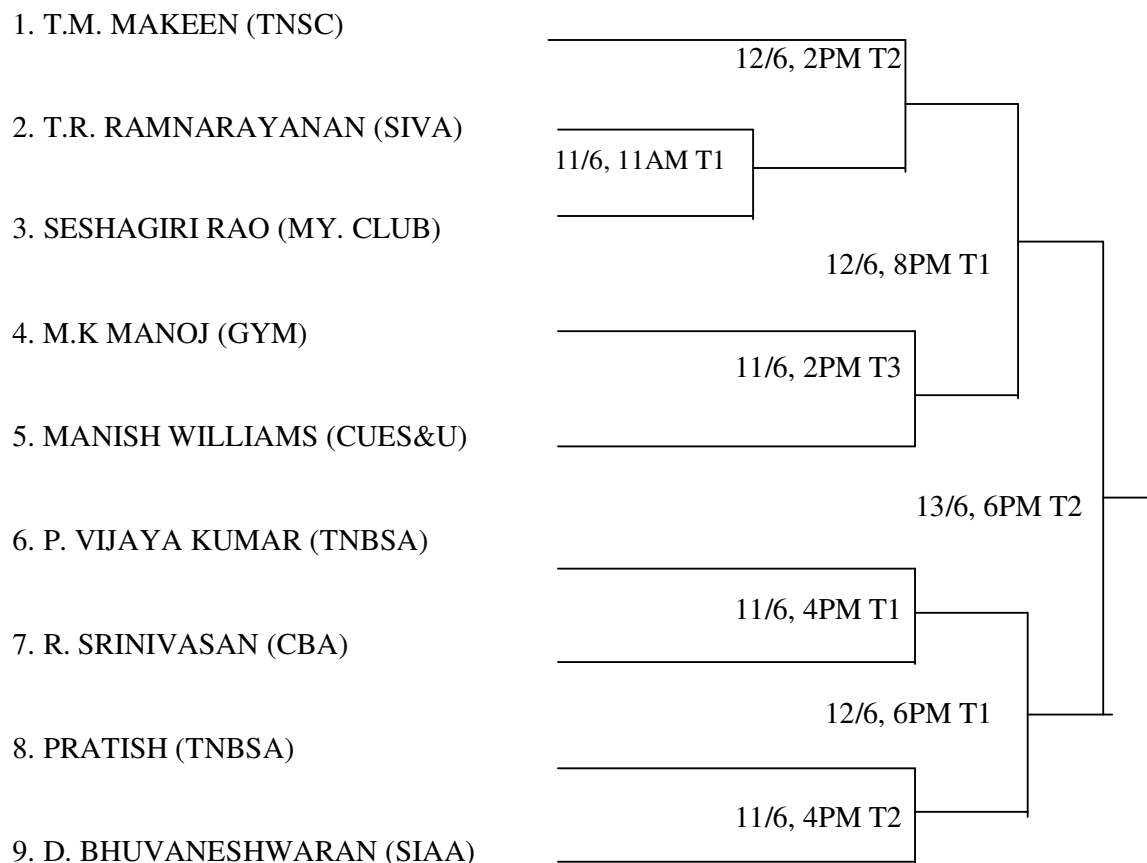 1. T.M. MAKEEN (TNSC)
12/6, 2PM T2
2. T.R. RAMNARAYANAN (SIVA)
11/6, 11AM T1
3. SESHAGIRI RAO (MY. CLUB)
12/6, 8PM T1
4. M.K MANOJ (GYM)
11/6, 2PM T3
5. MANISH WILLIAMS (CUES&U)
13/6, 6PM T2
6. P. VIJAYA KUMAR (TNBSA)
11/6, 4PM T1
7. R. SRINIVASAN (CBA)
12/6, 6PM T1
8. PRATISH (TNBSA)
11/6, 4PM T2
9. D. BHUVANESHWARAN (SIAA)